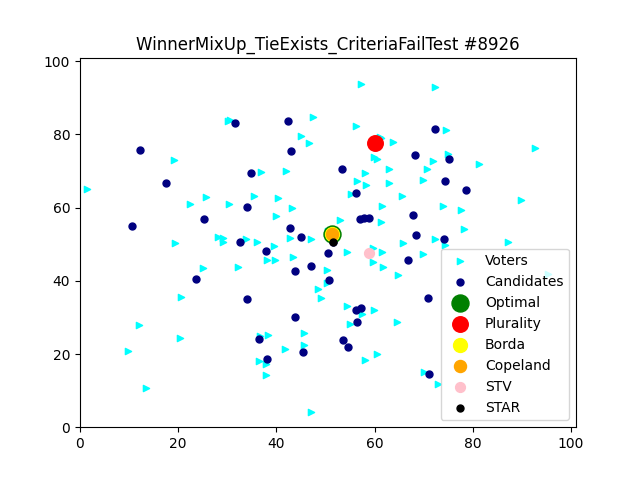 WinnerMixUp_TieExists_CriteriaFailTest #8926
100
80
60
40
20
0
0
20
40
60
80
100
Voters
Candidates
Optimal
Plurality
Borda
Copeland
STV
STAR